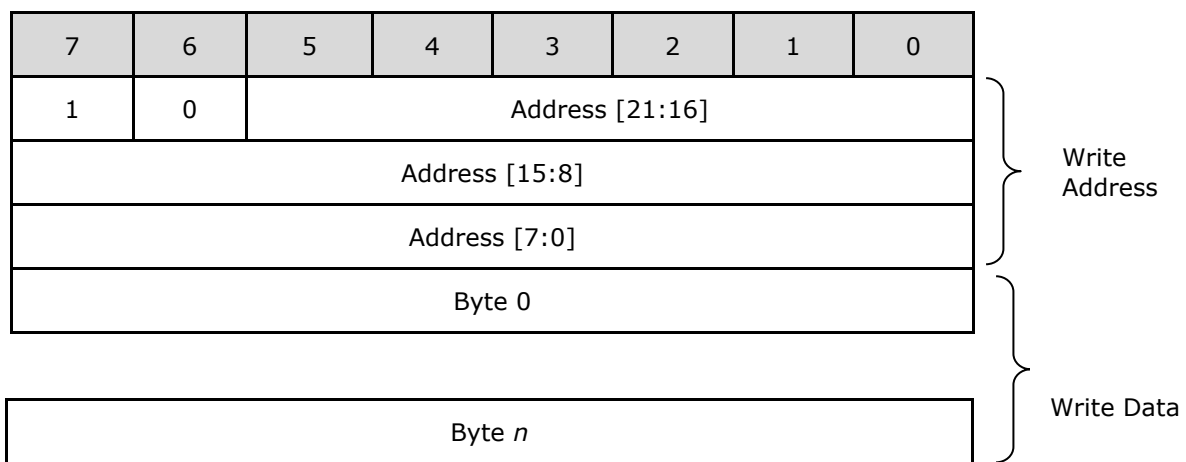 7 6 5 4 3 2 1 0
1 0 Address [21:16]
Address [15:8]
Write
Address
Address [7:0]
Byte 0
Write Data
Byte n